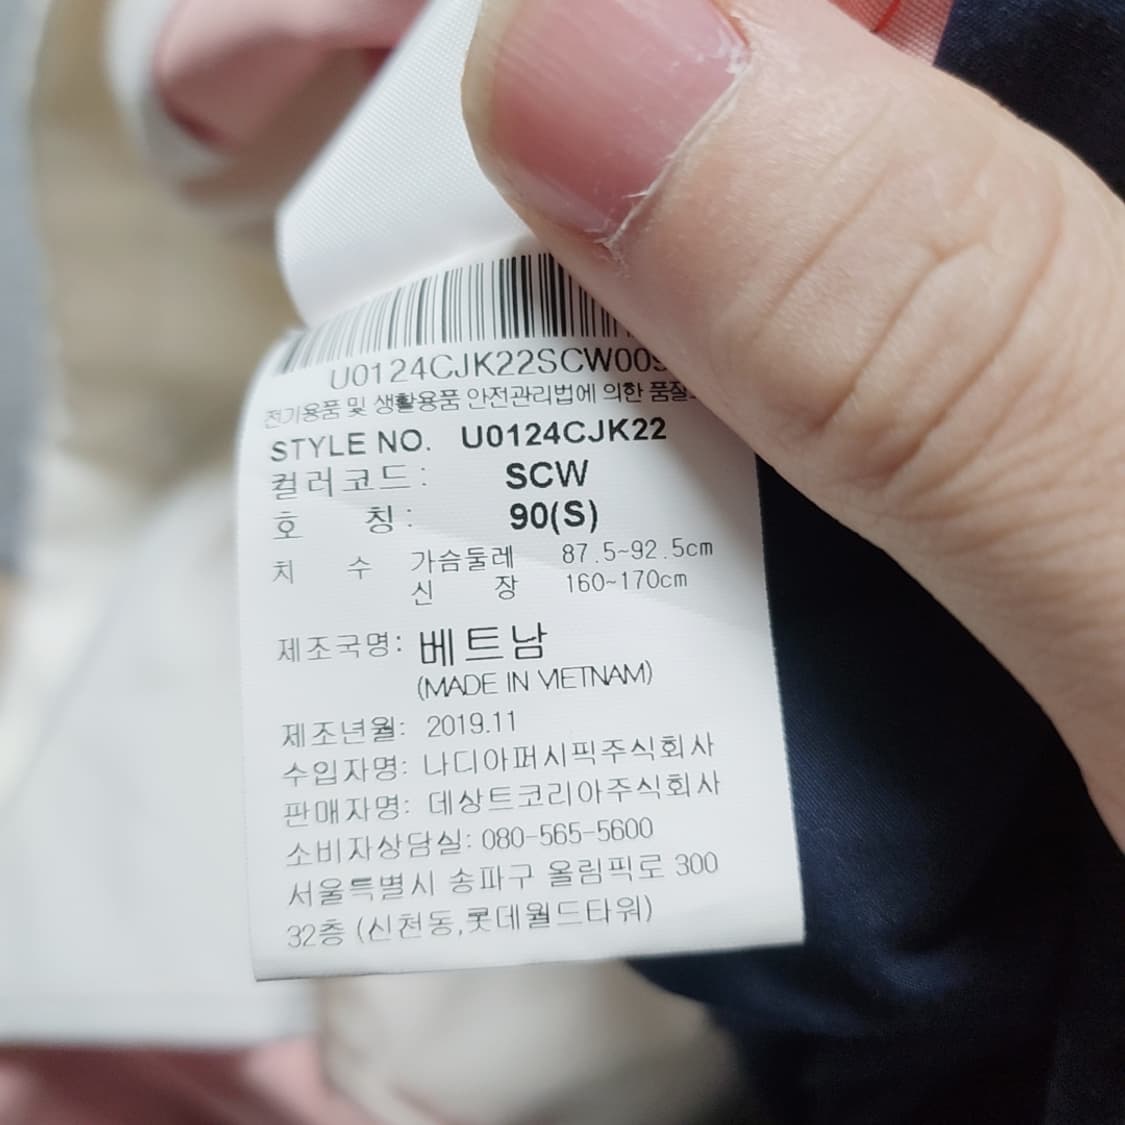 U0124CJK22SCW009
전기용품 및 생활용품 안전관리법에 의한 품질
STYLE NO. U0124CJK22
컬러코드: SCW
호 칭: 90(S)
치 수 가슴둘레 87.5~92.5cm
신 장 160~170cm
제조국명: 베트남
(MADE IN VIETNAM)
제조년월: 2019.11
수입자명: 나디아퍼시픽주식회사
판매자명: 데상트코리아주식회사
소비자상담실: 080-565-5600
서울특별시 송파구 올림픽로 300
32층 (신천동,롯데월드타워)